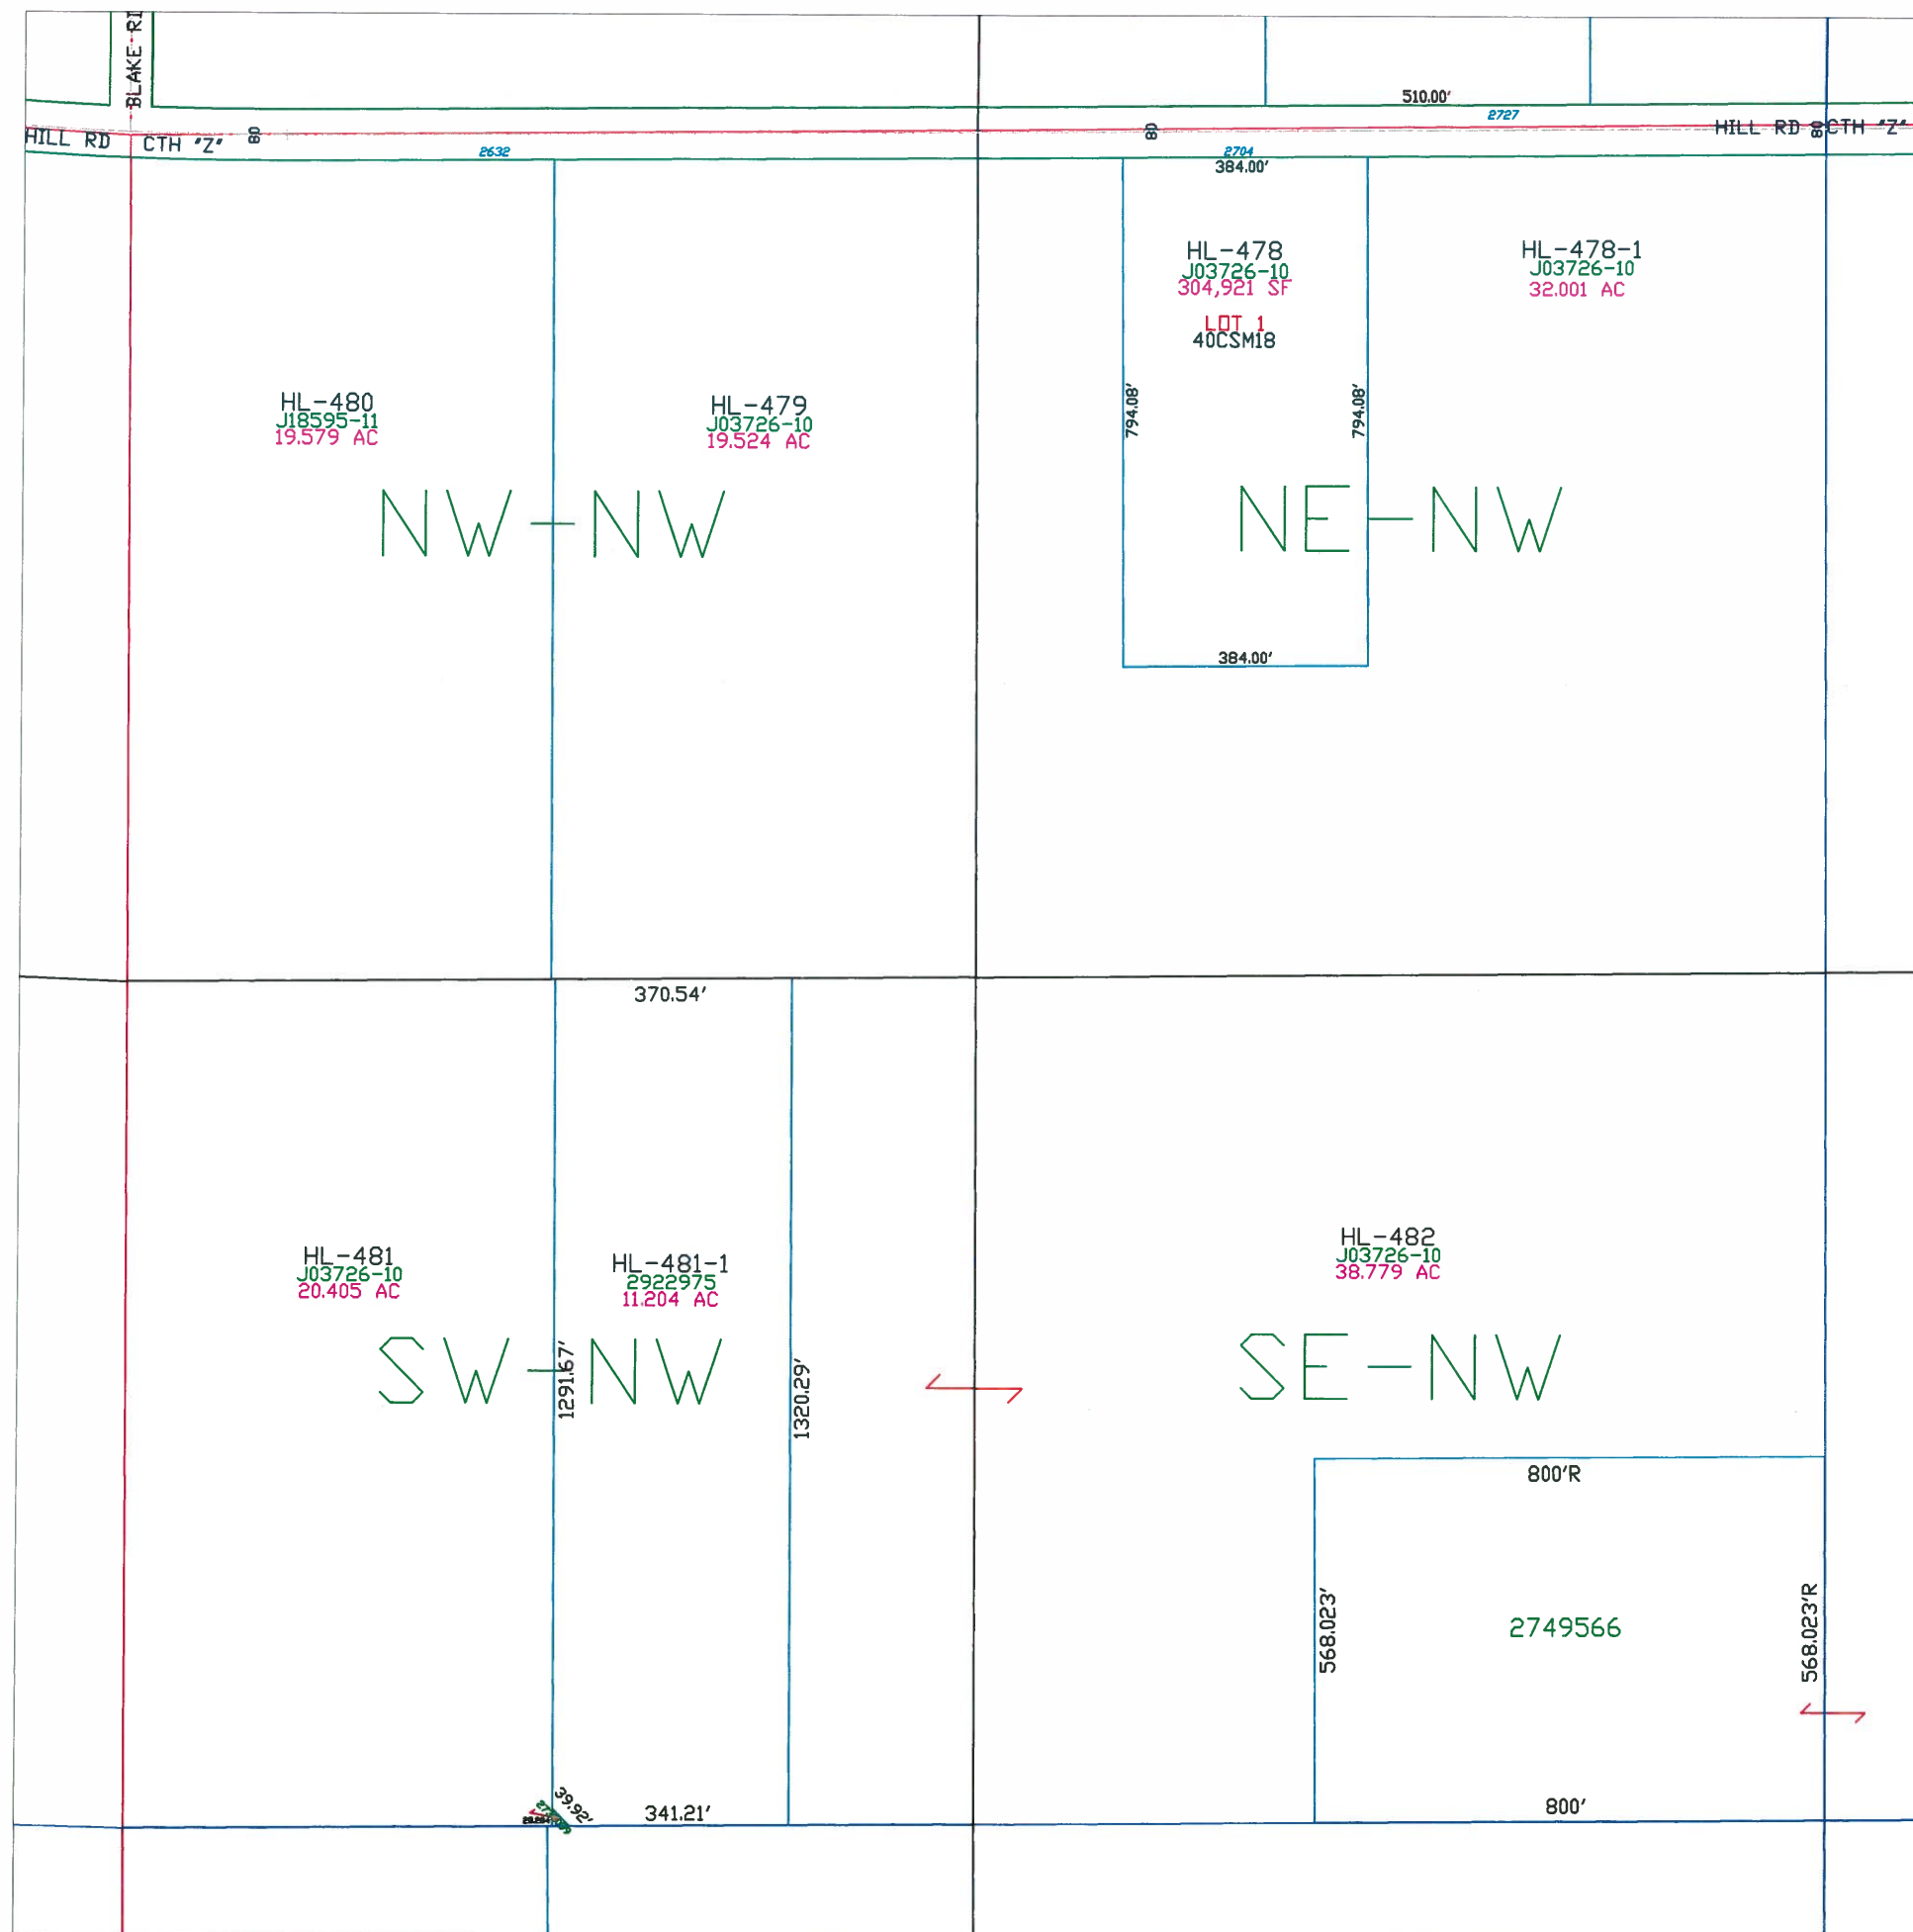 BLAKE RD
510.00'
2727
HILL RD
CTH "Z"
80
80
HILL RD
80
CTH "Z"
2632
2704
384.00'
HL-478
J03726-10
304,921 SF
LOT 1
40CSM18
HL-478-1
J03726-10
32.001 AC
794.08'
794.08'
HL-480
J18595-11
19.579 AC
HL-479
J03726-10
19.524 AC
NW-NW
NE-NW
384.00'
370.54'
HL-481
J03726-10
20.405 AC
HL-481-1
2922975
11.204 AC
HL-482
J03726-10
38.779 AC
SW-NW
SE-NW
1291.67'
1320.29'
800'R
568.023'
2749566
568.023'R
39.92'
341.21'
800'